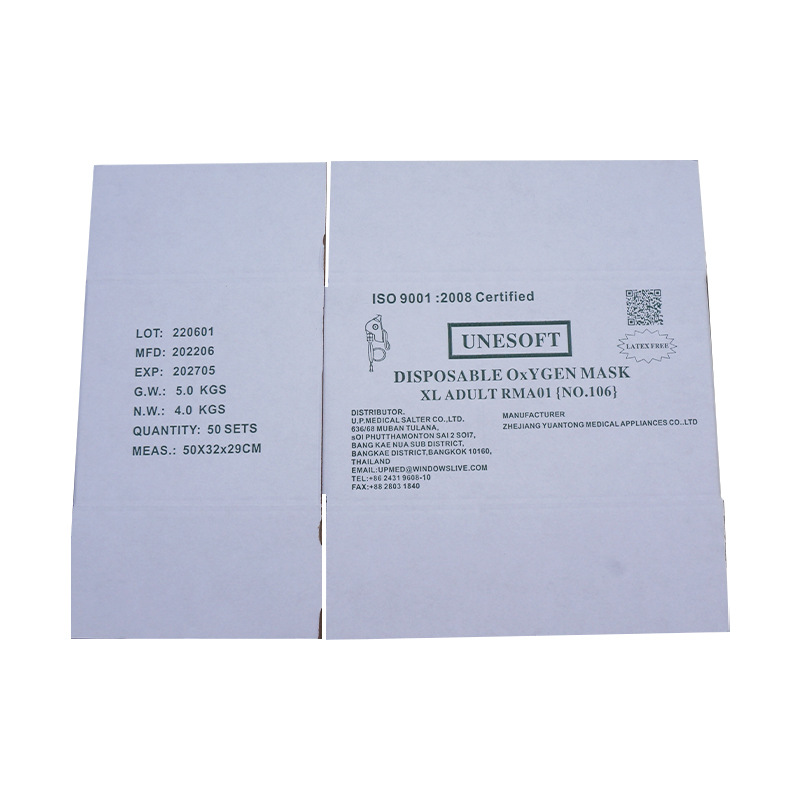 LOT: 220601
MFD: 202206
EXP: 202705
G.W.: 5.0 KGS
N.W.: 4.0 KGS
QUANTITY: 50 SETS
MEAS.: 50X32x29CM
ISO 9001 :2008 Certified
UNESOFT
LATEX FREE
DISPOSABLE OxYGEN MASK
XL ADULT RMA01 {NO.106}
DISTRIBUTOR.
U.P.MEDICAL SALTER CO.,LTD.
636/68 MUBAN TULANA,
sOI PHUTTHAMONTON SAI 2 SOI7,
BANG KAE NUA SUB DISTRICT,
BANGKAE DISTRICT,BANGKOK 10160,
THAILAND
EMAIL:UPMED@WINDOWSLIVE.COM
TEL:+86 2431 9608-10
FAX:+88 2803 1840
MANUFACTURER
ZHEJIANG YUANTONG MEDICAL APPLIANCES CO.,LTD